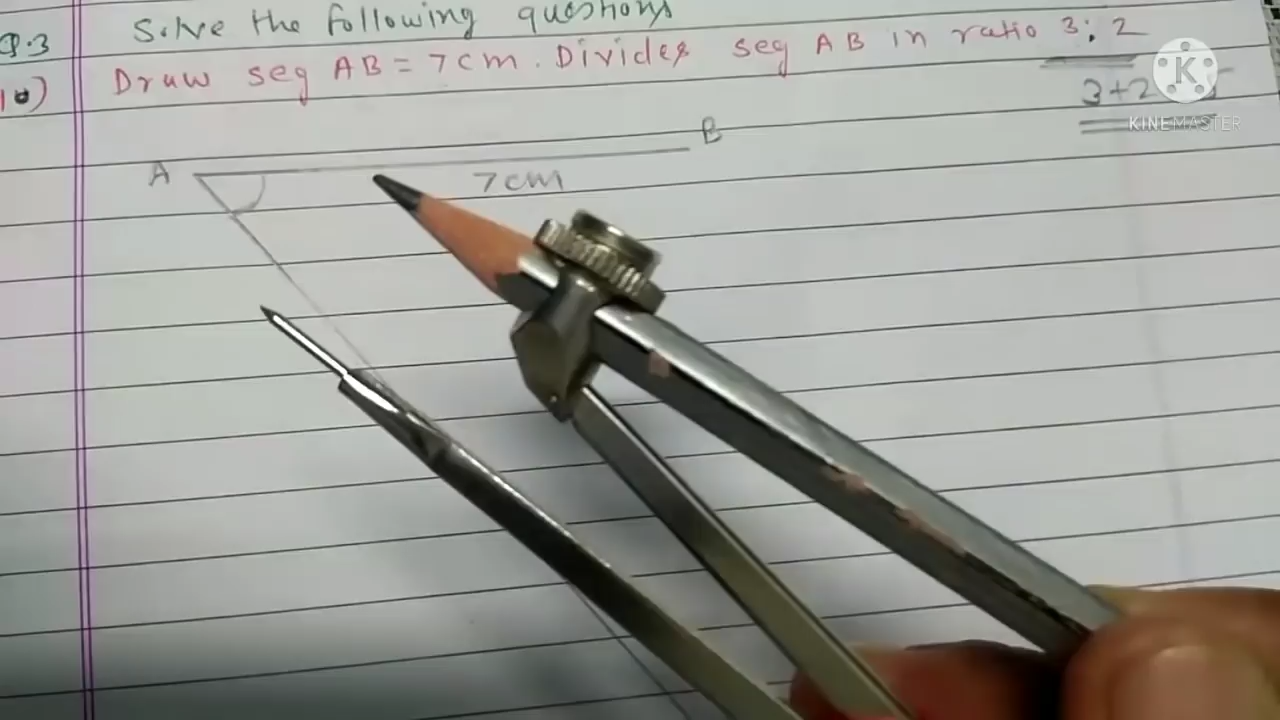 Q.3 Solve the following questions
10) Draw seg AB = 7cm. Divides seg AB in ratio 3:2
3+2
K
KINEMASTER
B
A
7cm